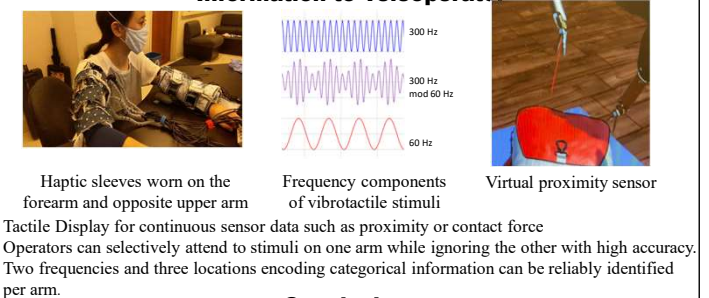 Information to Teleoperator
300 Hz
300 Hz
mod 60 Hz
60 Hz
Haptic sleeves worn on the
forearm and opposite upper arm
Frequency components
of vibrotactile stimuli
Virtual proximity sensor
Tactile Display for continuous sensor data such as proximity or contact force
Operators can selectively attend to stimuli on one arm while ignoring the other with high accuracy.
Two frequencies and three locations encoding categorical information can be reliably identified
per arm.